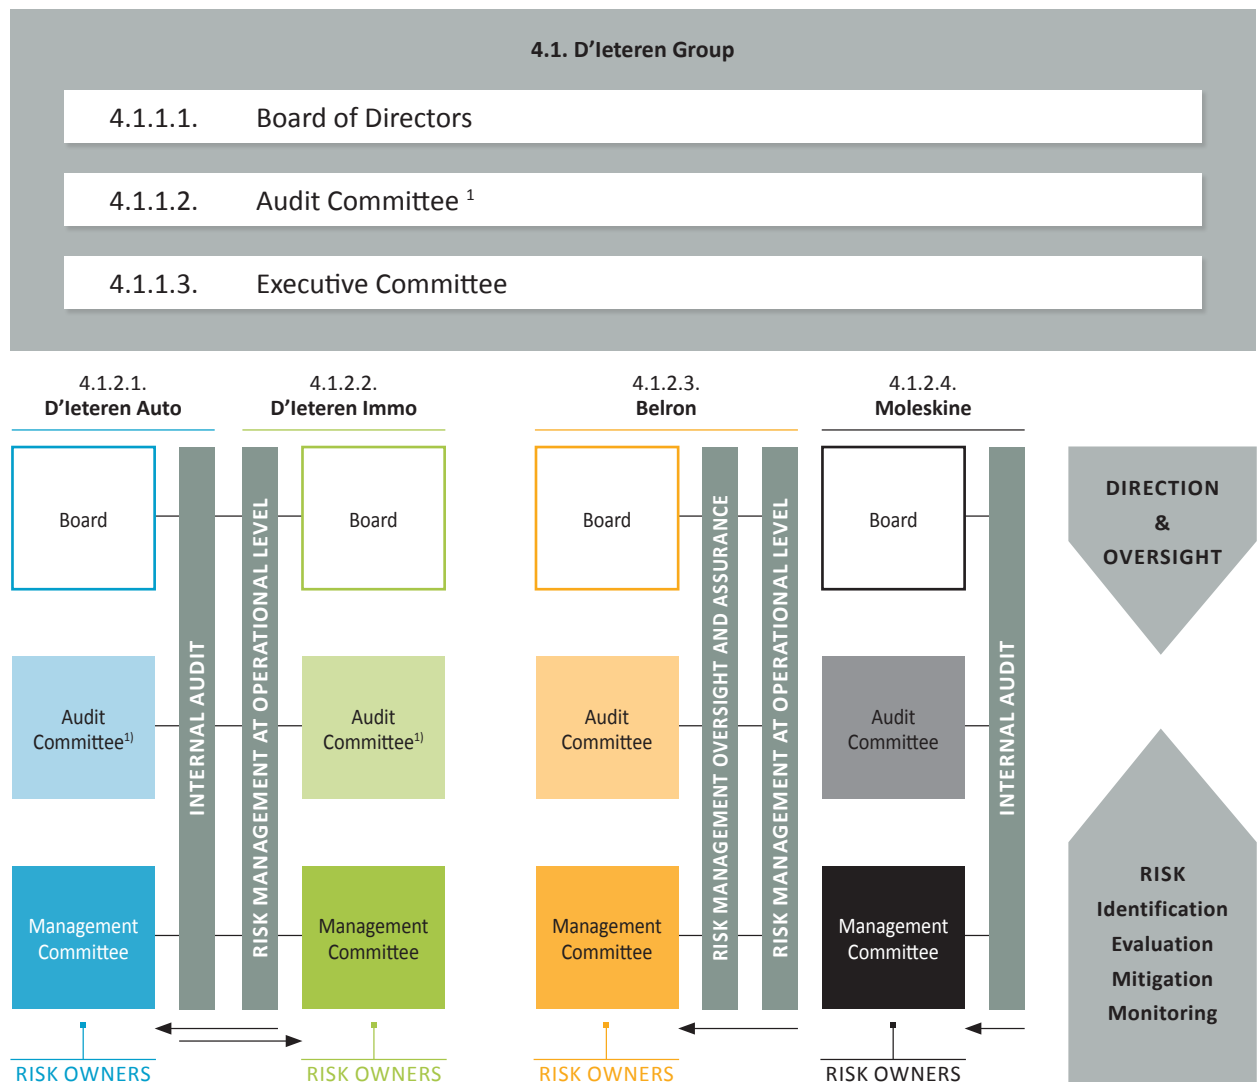 4.1. D'Ieteren Group
4.1.1.1. Board of Directors
4.1.1.2. Audit Committee 1
4.1.1.3. Executive Committee
4.1.2.1.
D'Ieteren Auto
4.1.2.2.
D'Ieteren Immo
4.1.2.3.
Belron
4.1.2.4.
Moleskine
Board
Audit
Committee1)
Management
Committee
RISK OWNERS
INTERNAL AUDIT
RISK MANAGEMENT AT OPERATIONAL LEVEL
Board
Audit
Committee1)
Management
Committee
RISK OWNERS
Board
Audit
Committee
Management
Committee
RISK OWNERS
RISK MANAGEMENT OVERSIGHT AND ASSURANCE
RISK MANAGEMENT AT OPERATIONAL LEVEL
Board
Audit
Committee
Management
Committee
RISK OWNERS
INTERNAL AUDIT
DIRECTION
&
OVERSIGHT
RISK
Identification
Evaluation
Mitigation
Monitoring